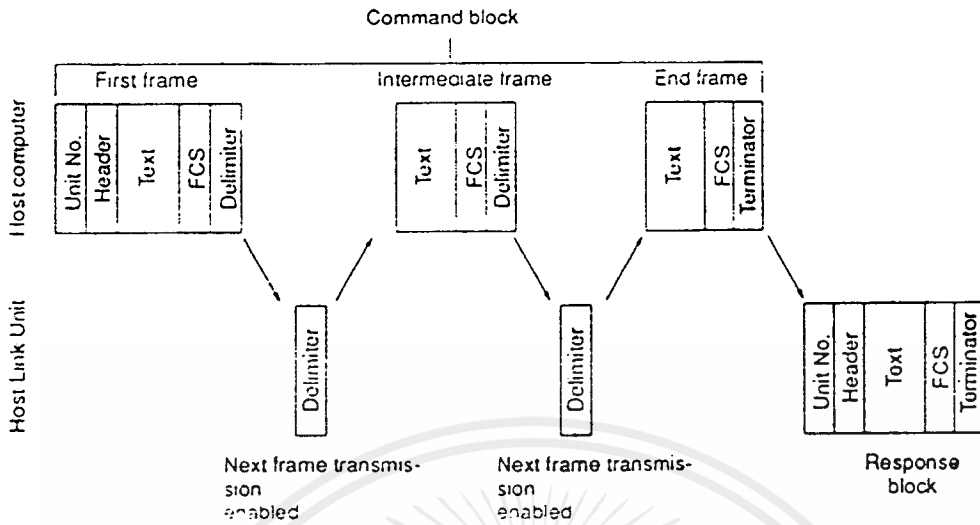 Command block
First frame
Intermediate frame
End frame
Host computer
Unit No.
Header
Text
FCS
Delimiter
Text
FCS
Delimiter
Text
FCS
Terminator
Host Link Unit
Delimiter
Delimiter
Unit No.
Header
Text
FCS
Terminator
Next frame transmis-
sion
enabled
Next frame transmis-
sion
enabled
Response
block